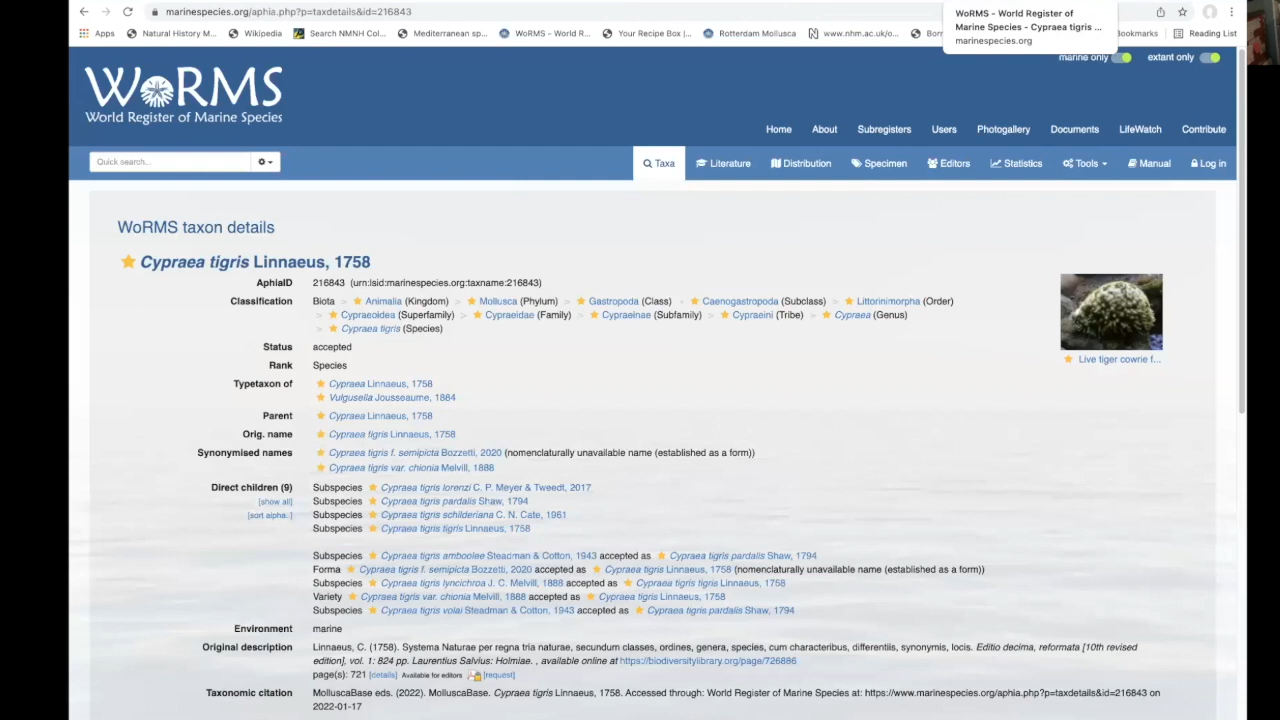 marinespecies.org/aphia.php?p=taxdetails&id=216843
WoRMS - World Register of
Marine Species - Cypraea tigris ...
marinespecies.org
Apps
Natural History M...
Wikipedia
Search NMNH Col...
Mediterranean sp...
WoRMS - World R...
Your Recipe Box |...
Rotterdam Mollusca
www.nhm.ac.uk/o...
Bor
ookmarks
Reading List
marine only
extant only
WoRMS
World Register of Marine Species
Home About Subregisters Users Photogallery Documents LifeWatch Contribute
Quick search...
Taxa Literature Distribution Specimen Editors Statistics Tools Manual Log in
WoRMS taxon details
Cypraea tigris Linnaeus, 1758
AphiaID 216843 (urn:lsid:marinespecies.org:taxname:216843)
Classification Biota > Animalia (Kingdom) > Mollusca (Phylum) > Gastropoda (Class) > Caenogastropoda (Subclass) > Littorinimorpha (Order)
> Cypraeoidea (Superfamily) > Cypraeidae (Family) > Cypraeinae (Subfamily) > Cypraeini (Tribe) > Cypraea (Genus)
> Cypraea tigris (Species)
Status accepted
Live tiger cowrie f...
Rank Species
Typetaxon of Cypraea Linnaeus, 1758
Vulgusella Jousseaume, 1884
Parent Cypraea Linnaeus, 1758
Orig. name Cypraea tigris Linnaeus, 1758
Synonymised names Cypraea tigris f. semipicta Bozzetti, 2020 (nomenclaturally unavailable name (established as a form))
Cypraea tigris var. chionia Melvill, 1888
Direct children (9) Subspecies Cypraea tigris lorenzi C. P. Meyer & Tweedt, 2017
[show all] Subspecies Cypraea tigris pardalis Shaw, 1794
[sort alpha..] Subspecies Cypraea tigris schilderiana C. N. Cate, 1961
Subspecies Cypraea tigris tigris Linnaeus, 1758
Subspecies Cypraea tigris amboolee Steadman & Cotton, 1943 accepted as Cypraea tigris pardalis Shaw, 1794
Forma Cypraea tigris f. semipicta Bozzetti, 2020 accepted as Cypraea tigris Linnaeus, 1758 (nomenclaturally unavailable name (established as a form))
Subspecies Cypraea tigris lyncichroa J. C. Melvill, 1888 accepted as Cypraea tigris tigris Linnaeus, 1758
Variety Cypraea tigris var. chionia Melvill, 1888 accepted as Cypraea tigris Linnaeus, 1758
Subspecies Cypraea tigris volai Steadman & Cotton, 1943 accepted as Cypraea tigris pardalis Shaw, 1794
Environment marine
Original description Linnaeus, C. (1758). Systema Naturae per regna tria naturae, secundum classes, ordines, genera, species, cum characteribus, differentiis, synonymis, locis. Editio decima, reformata [10th revised
edition], vol. 1: 824 pp. Laurentius Salvius: Holmiae. , available online at https://biodiversitylibrary.org/page/726886
page(s): 721 [details] Available for editors [request]
Taxonomic citation MolluscaBase eds. (2022). MolluscaBase. Cypraea tigris Linnaeus, 1758. Accessed through: World Register of Marine Species at: https://www.marinespecies.org/aphia.php?p=taxdetails&id=216843 on
2022-01-17